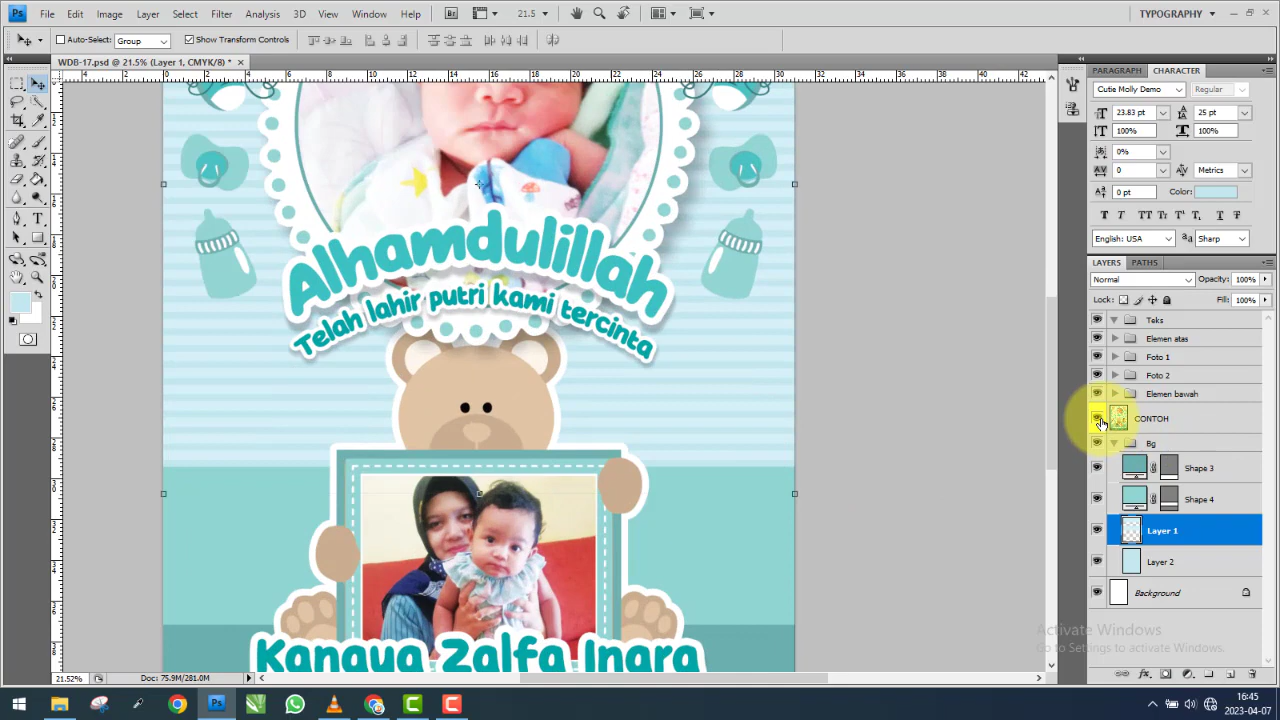 File Edit Image Layer Select Filter Analysis 3D View Window Help
21.5
TYPOGRAPHY
Auto-Select: Group Show Transform Controls
WDB-17.psd @ 21.5% (Layer 1, CMYK/8) *
PARAGRAPH CHARACTER
Cutie Molly Demo Regular
23.83 pt 25 pt
100% 100%
0%
0 Metrics
0 pt Color:
English: USA Sharp
LAYERS PATHS
Normal Opacity: 100%
Lock: Fill: 100%
Teks
Elemen atas
Foto 1
Foto 2
Elemen bawah
CONTOH
Bg
Shape 3
Shape 4
Layer 1
Layer 2
Background
Alhamdulillah
Telah lahir putri kami tercinta
Activate Windows
Go to Settings to activate Windows.
21.52% Doc: 75.9M/281.0M
16:45
2023-04-07